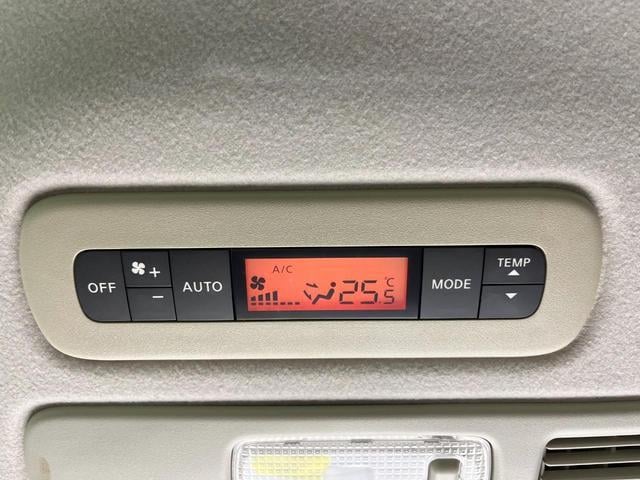 OFF
+
-
AUTO
A/C
25.5 °C
MODE
TEMP